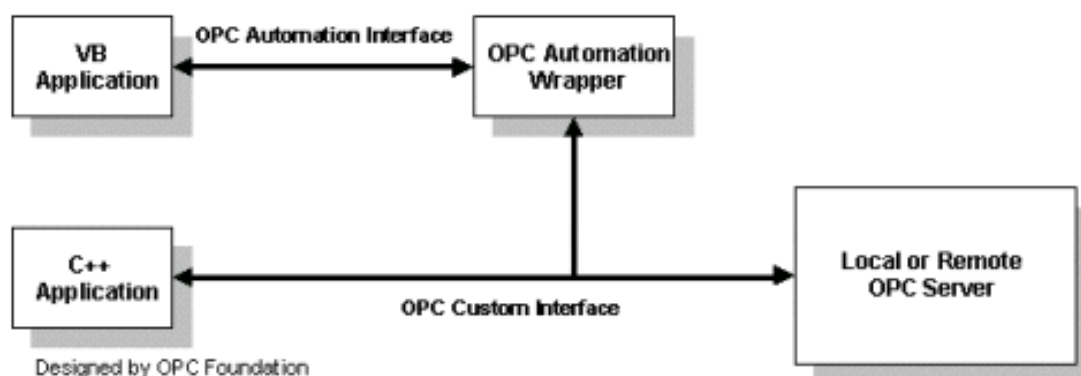 OPC Automation Interface
VB
Application
OPC Automation
Wrapper
C++
Application
OPC Custom Interface
Local or Remote
OPC Server
Designed by OPC Foundation